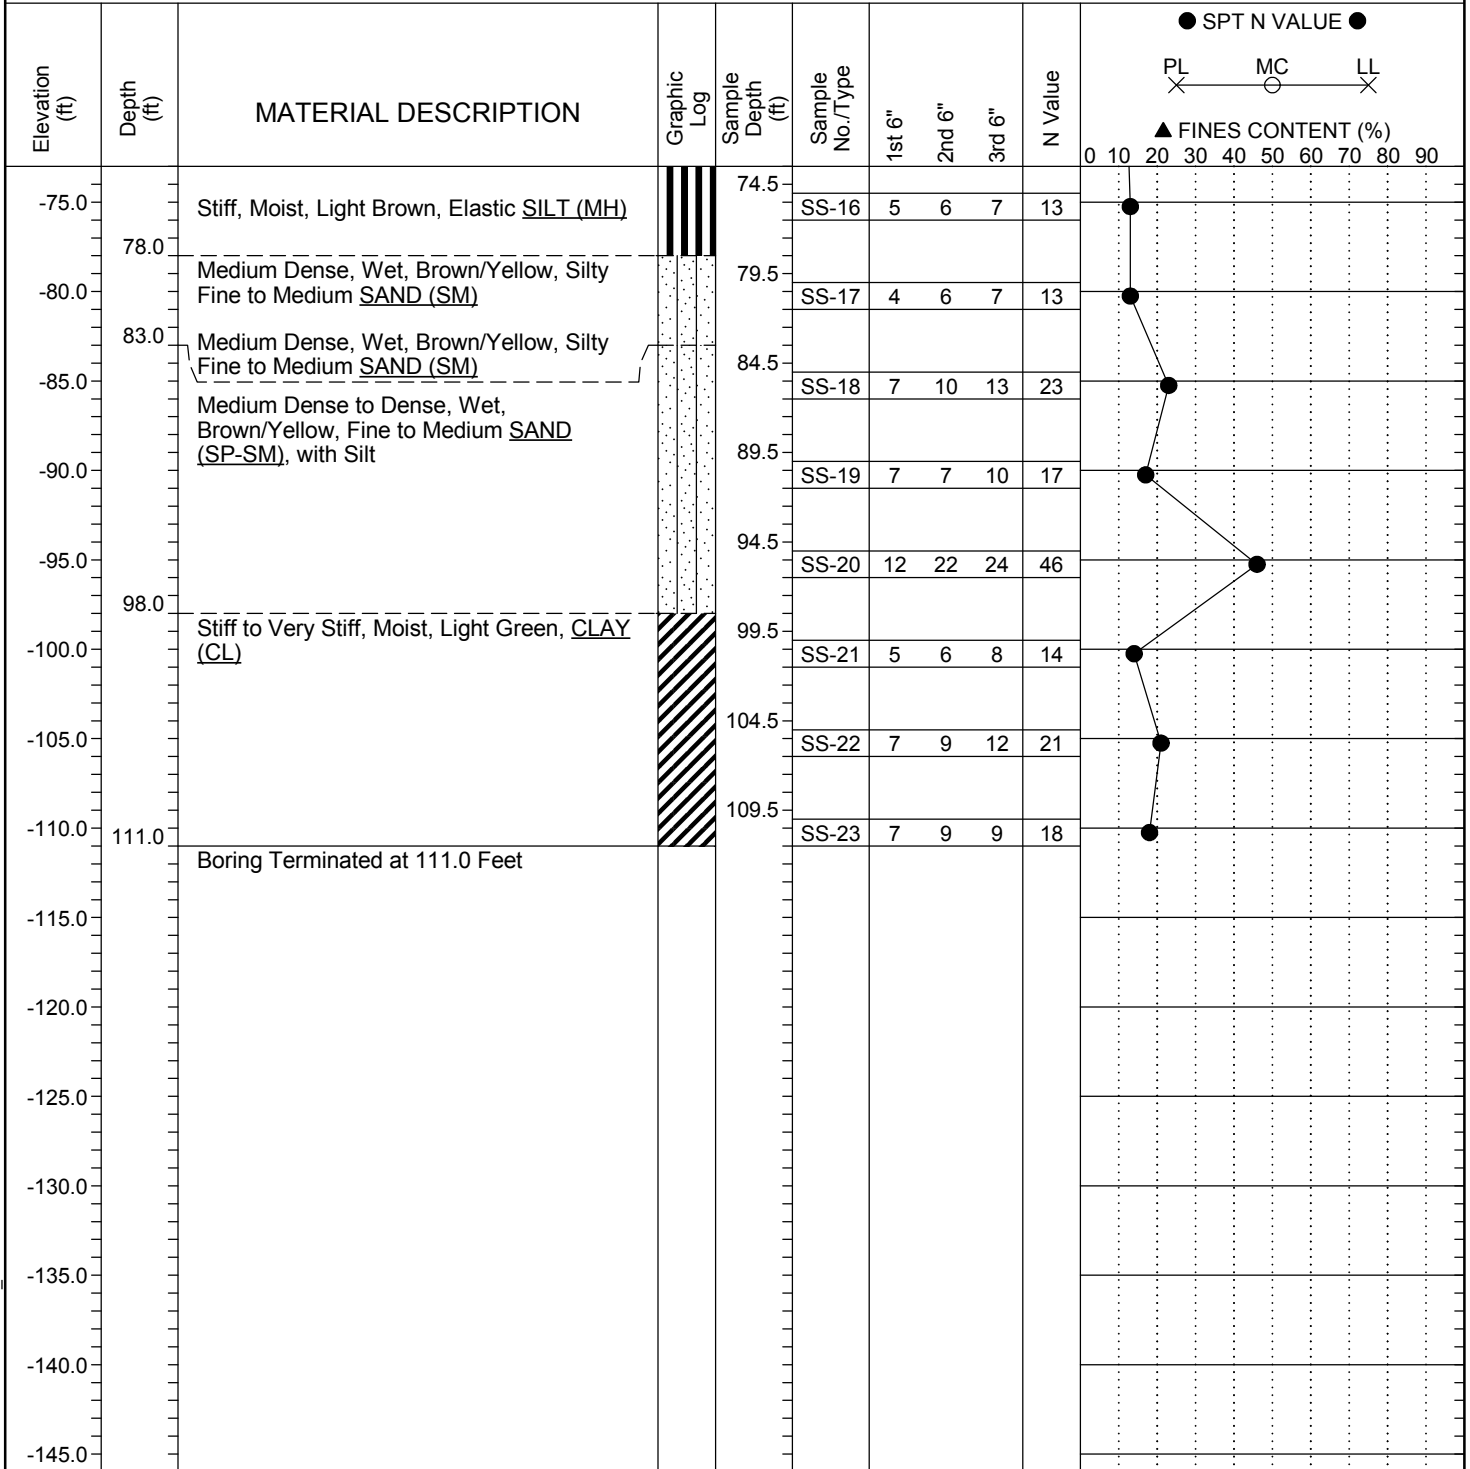 ● SPT N VALUE ●
PL MC LL
▲ FINES CONTENT (%)
0 10 20 30 40 50 60 70 80 90
Elevation
(ft)
Depth
(ft)
MATERIAL DESCRIPTION
Graphic
Log
Sample
Depth
(ft)
Sample
No./Type
1st 6"
2nd 6"
3rd 6"
N Value
74.5
-75.0
Stiff, Moist, Light Brown, Elastic SILT (MH)
SS-16 5 6 7 13
78.0
Medium Dense, Wet, Brown/Yellow, Silty
Fine to Medium SAND (SM)
79.5
-80.0
SS-17 4 6 7 13
83.0
Medium Dense, Wet, Brown/Yellow, Silty
Fine to Medium SAND (SM)
84.5
-85.0
SS-18 7 10 13 23
Medium Dense to Dense, Wet,
Brown/Yellow, Fine to Medium SAND
(SP-SM), with Silt
89.5
-90.0
SS-19 7 7 10 17
94.5
-95.0
SS-20 12 22 24 46
98.0
Stiff to Very Stiff, Moist, Light Green, CLAY
(CL)
99.5
-100.0
SS-21 5 6 8 14
104.5
-105.0
SS-22 7 9 12 21
109.5
-110.0
111.0
SS-23 7 9 9 18
Boring Terminated at 111.0 Feet
-115.0
-120.0
-125.0
-130.0
-135.0
-140.0
-145.0